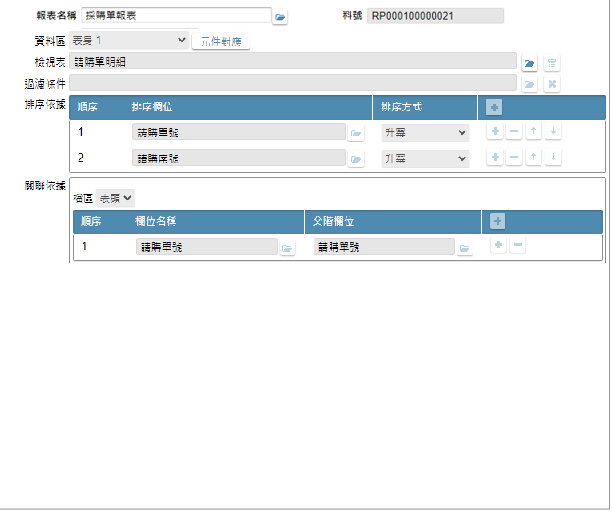 報表名稱 採購單報表 料號 RP000100000021
資料區 表身 1 元件對應
檢視表 請購單明細
過濾條件
排序依據 順序 排序欄位 排序方式
1 請購單號 升冪
2 請購序號 升冪
關聯依據
檔區 表頭
順序 欄位名稱 父階欄位
1 請購單號 請購單號